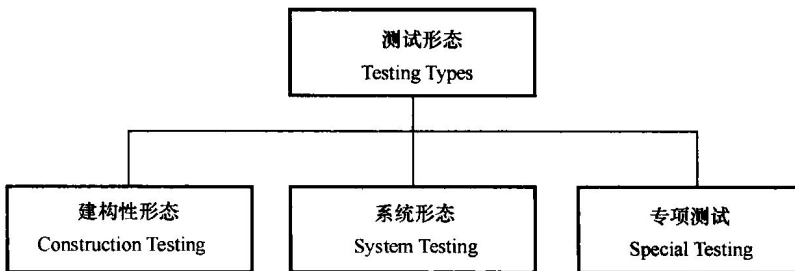 测试形态
Testing Types
建构性形态
Construction Testing
系统形态
System Testing
专项测试
Special Testing